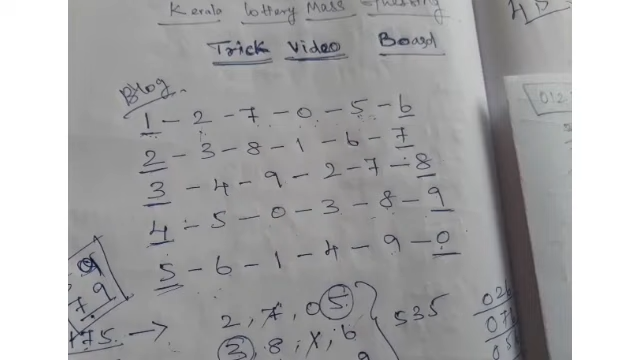 Kerala lottery Mass Guessing
Trick Video Board
Blog
1 - 2 - 7 - 0 - 5 - 6
2 - 3 - 8 - 1 - 6 - 7
3 - 4 - 9 - 2 - 7 - 8
4 - 5 - 0 - 3 - 8 - 9
5 - 6 - 1 - 4 - 9 - 0
2, 7, 0 5 } 535
3, 8, 1, 6